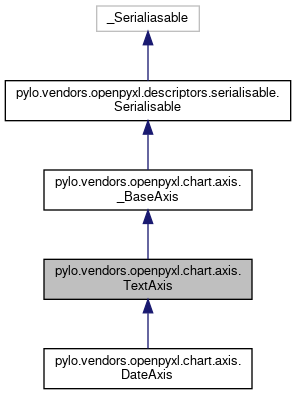 _Serialiasable
pylo.vendors.openpyxl.descriptors.serialisable.
Serialisable
pylo.vendors.openpyxl.chart.axis.
_BaseAxis
pylo.vendors.openpyxl.chart.axis.
TextAxis
pylo.vendors.openpyxl.chart.axis.
DateAxis